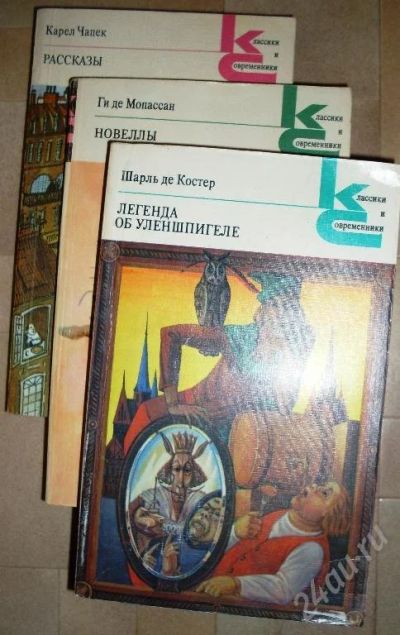 Карел Чапек
РАССКАЗЫ
Классики
и
Современники
Ги де Мопассан
НОВЕЛЛЫ
Классики
и
Современники
Шарль де Костер
ЛЕГЕНДА
ОБ УЛЕНШПИГЕЛЕ
Классики
и
Современники
24au.ru